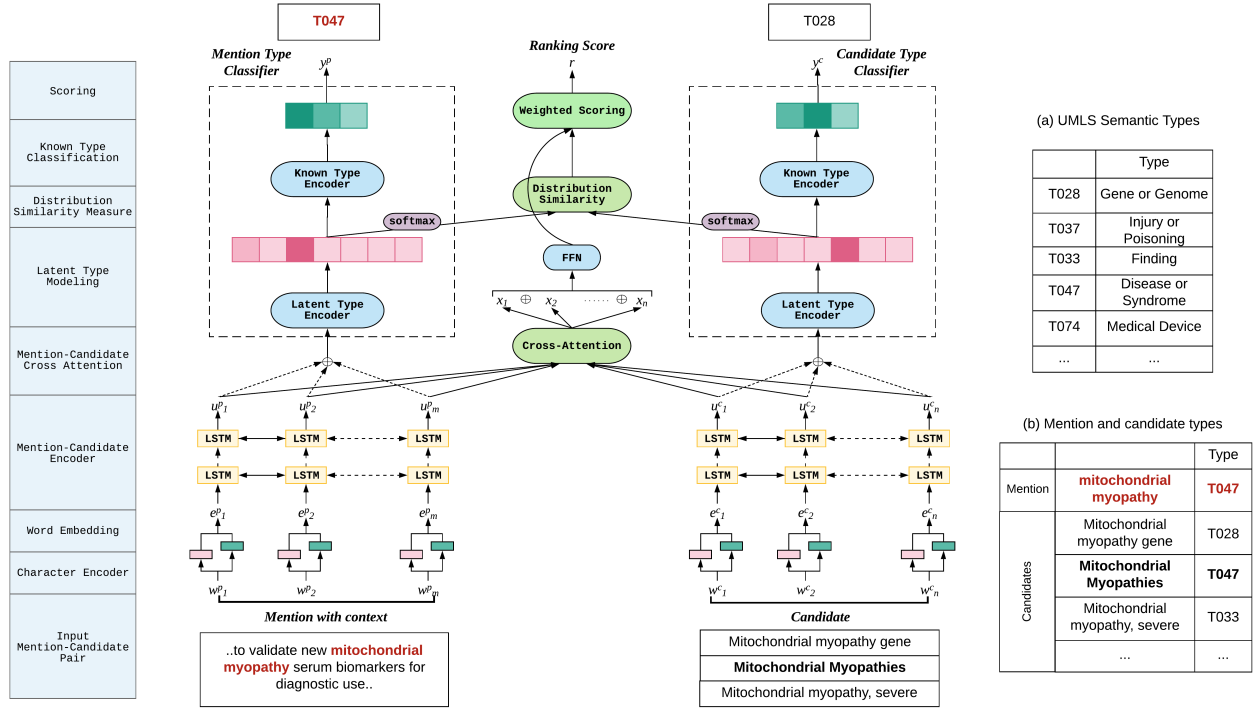 T047
T028
Mention Type
Classifier
y^p
Ranking Score
r
y^c
Candidate Type
Classifier
Scoring
Known Type
Classification
Distribution
Similarity Measure
Latent Type
Modeling
Mention-Candidate
Cross Attention
Mention-Candidate
Encoder
Word Embedding
Character Encoder
Input
Mention-Candidate
Pair
Weighted Scoring
Known Type
Encoder
Distribution
Similarity
Known Type
Encoder
softmax
softmax
FFN
Latent Type
Encoder
x_1 ⊕ x_2 ...... ⊕ x_n
Latent Type
Encoder
Cross-Attention
u^p_1 u^p_2 u^p_m
u^c_1 u^c_2 u^c_n
LSTM LSTM LSTM
LSTM LSTM LSTM
LSTM LSTM LSTM
LSTM LSTM LSTM
e^p_1 e^p_2 e^p_m
e^c_1 e^c_2 e^c_n
w^p_1 w^p_2 w^p_m
w^c_1 w^c_2 w^c_n
Mention with context
Candidate
..to validate new mitochondrial
myopathy serum biomarkers for
diagnostic use..
Mitochondrial myopathy gene
Mitochondrial Myopathies
Mitochondrial myopathy, severe
(a) UMLS Semantic Types
Type
T028 Gene or Genome
T037 Injury or
Poisoning
T033 Finding
T047 Disease or
Syndrome
T074 Medical Device
... ...
(b) Mention and candidate types
Type
Mention mitochondrial
myopathy T047
Candidates
Mitochondrial
myopathy gene T028
Mitochondrial
Myopathies T047
Mitochondrial
myopathy, severe T033
... ...